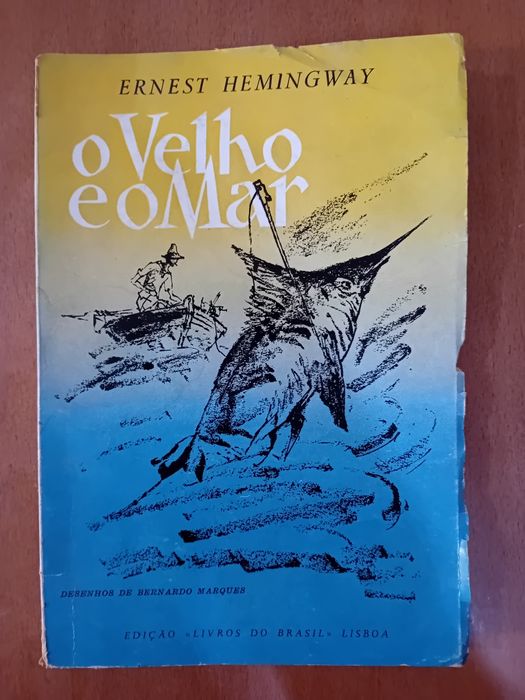 ERNEST HEMINGWAY
o Velho
e o Mar
DESENHOS DE BERNARDO MARQUES
EDIÇÃO «LIVROS DO BRASIL» LISBOA